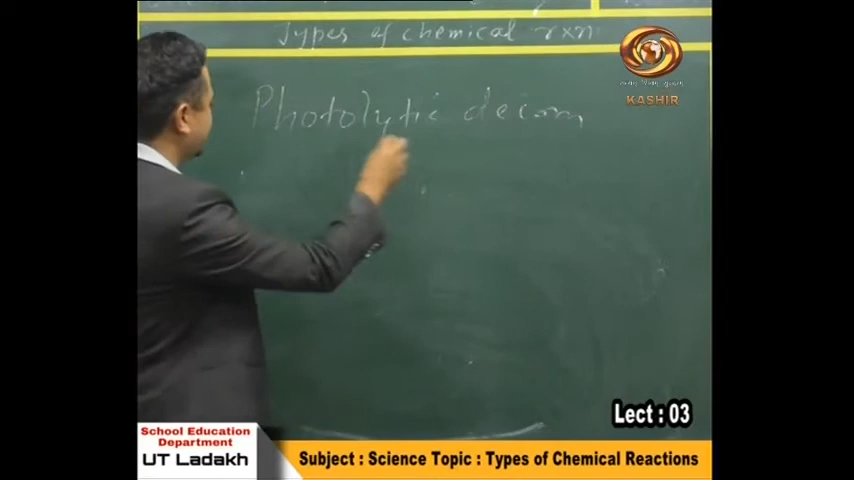 Types of chemical rxn
KASHIR
Photolytic decom
Lect : 03
School Education
Department
UT Ladakh
Subject : Science Topic : Types of Chemical Reactions